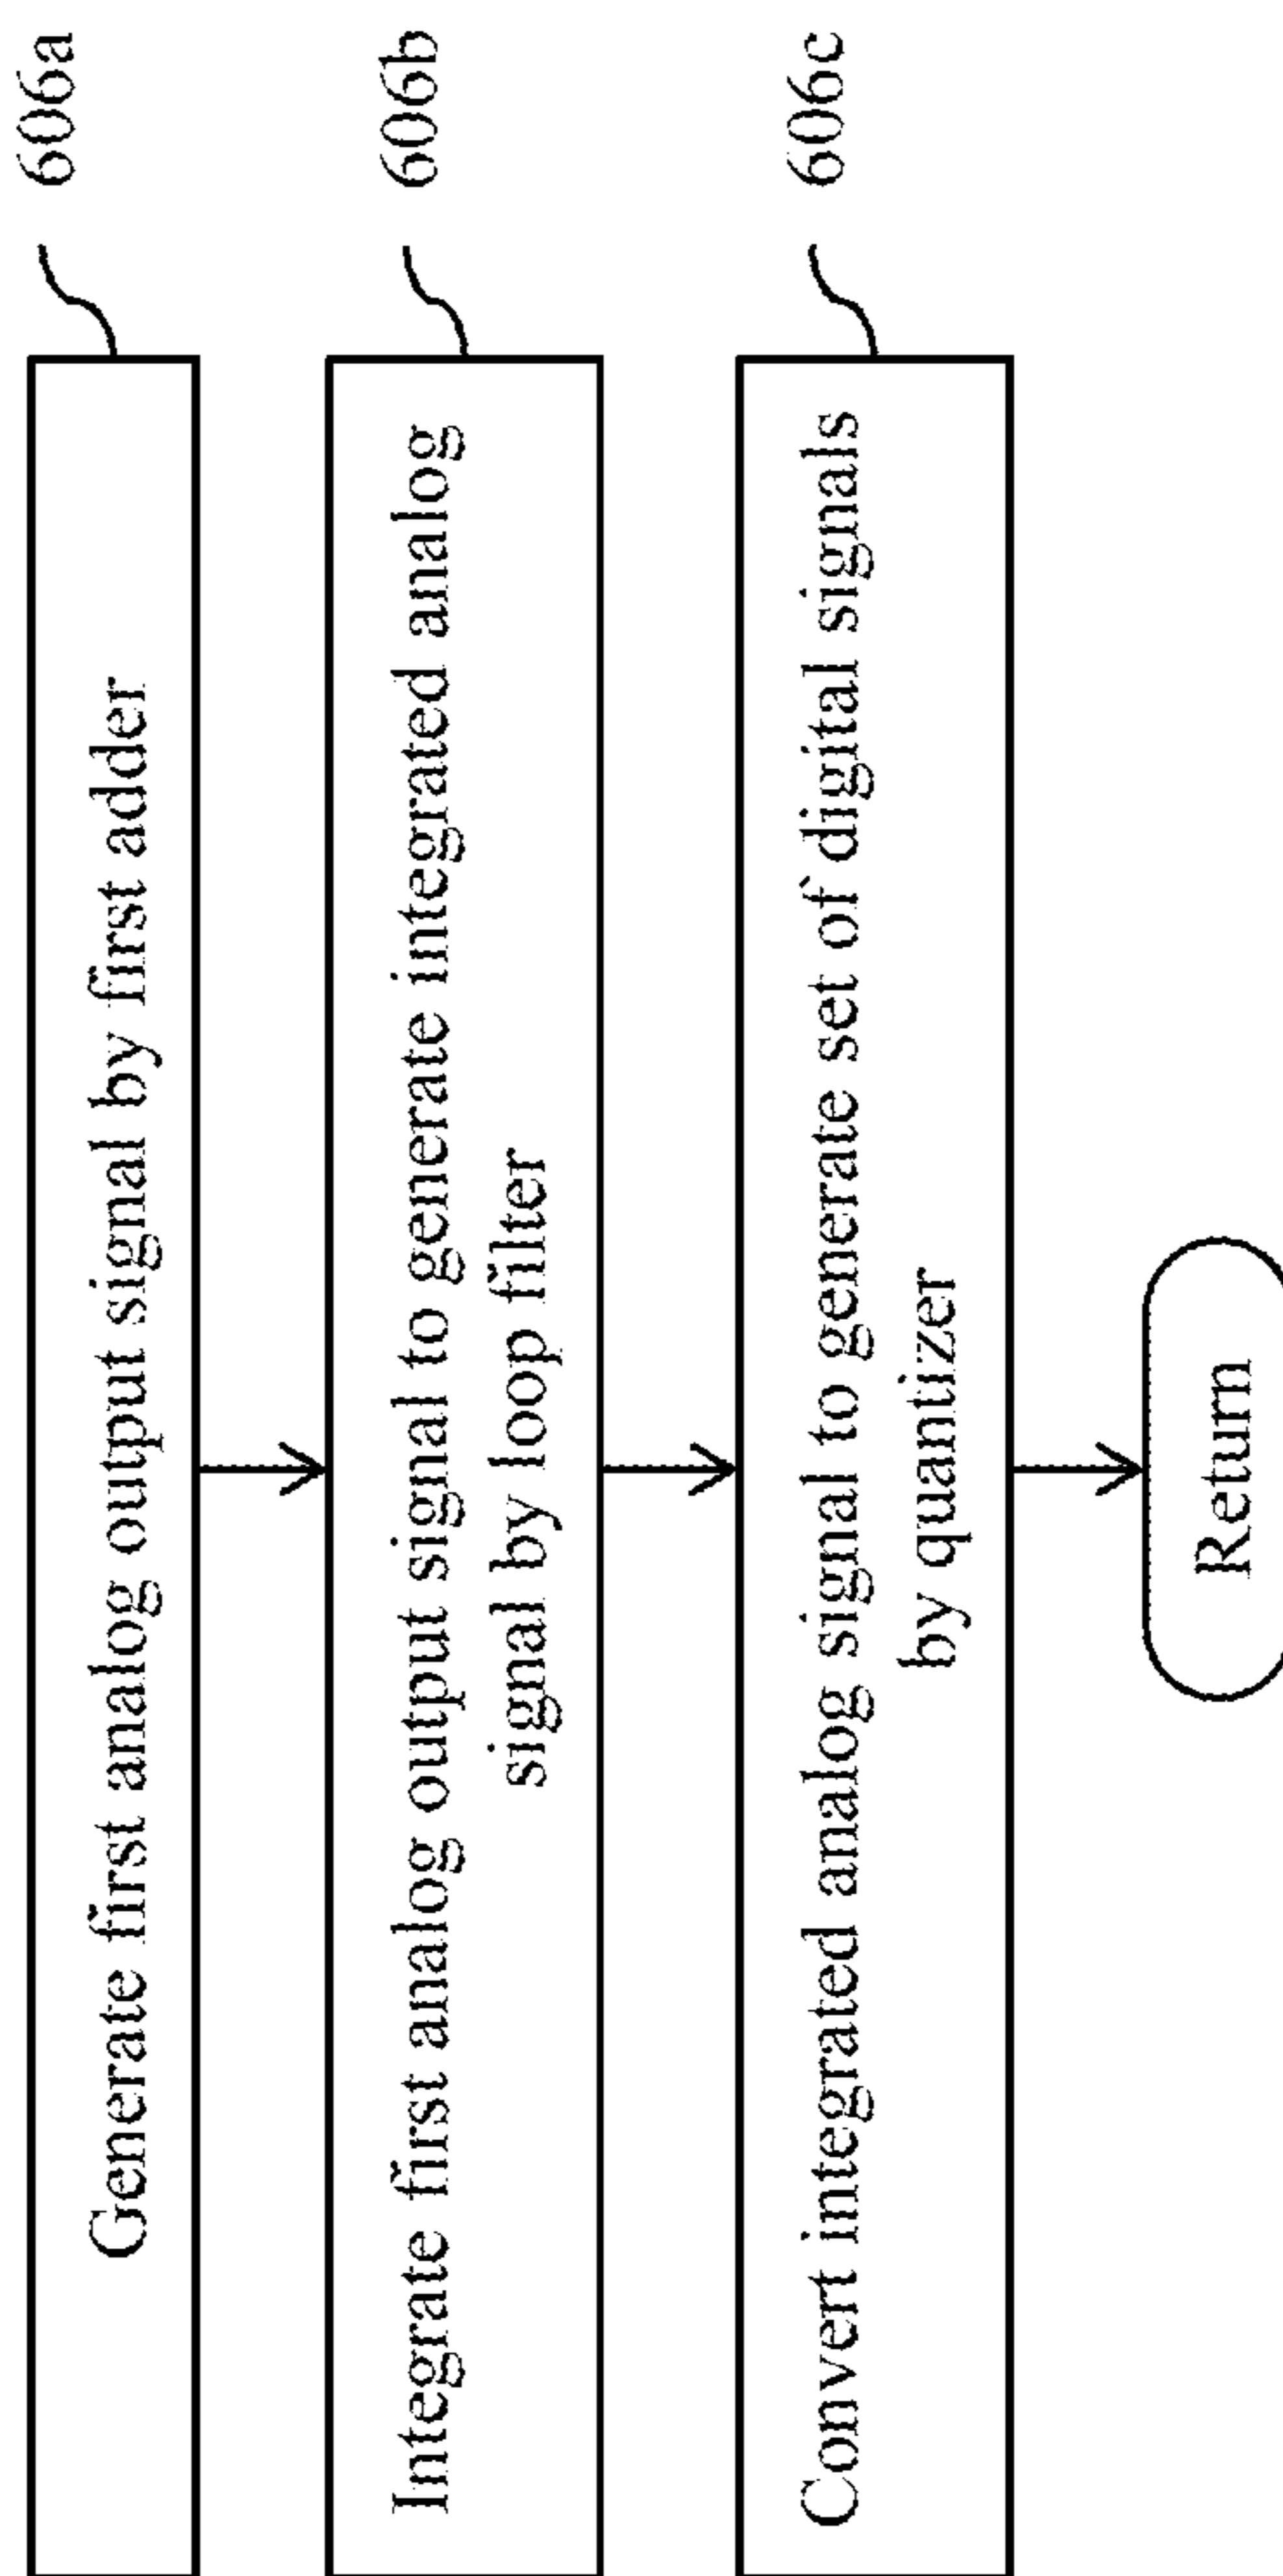 606a
Generate first analog output signal by first adder
606b
Integrate first analog output signal to generate integrated analog
signal by loop filter
606c
Convert integrated analog signal to generate set of digital signals
by quantizer
Return